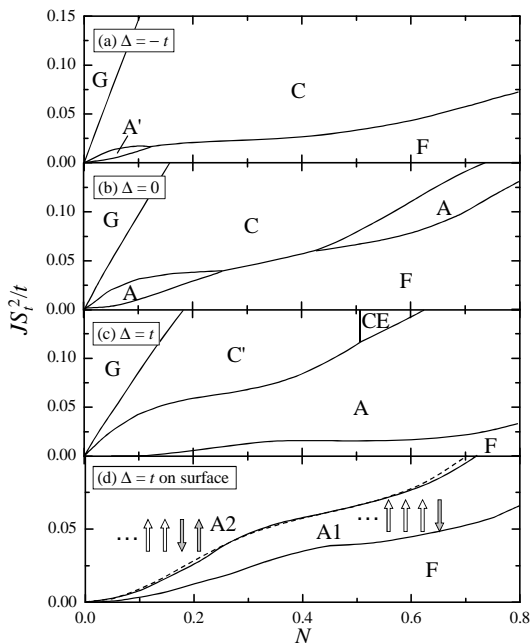 0.15
(a) Δ = − t
0.10
G
C
0.05
A'
F
0.00
(b) Δ = 0
0.10
G
C
A
0.05
A
F
0.00
(c) Δ = t
CE
0.10
G
C'
0.05
A
F
0.00
(d) Δ = t on surface
0.05
A2
A1
F
0.00
0.0 0.2 0.4 0.6 0.8
N
JS_t^2/t